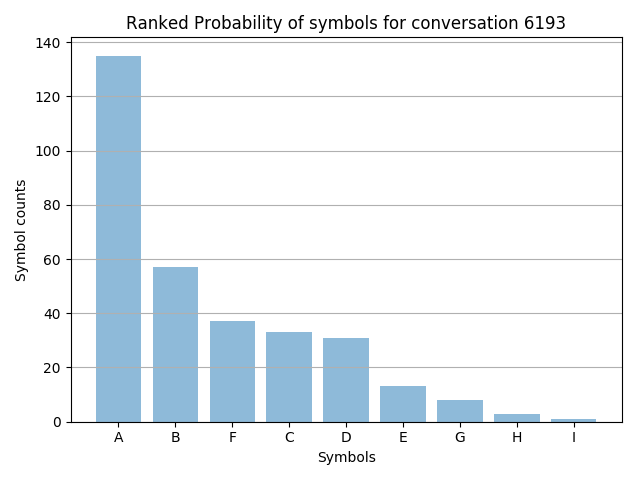 Ranked Probability of symbols for conversation 6193
140
120
100
80
60
40
20
0
Symbol counts
A B F C D E G H I
Symbols